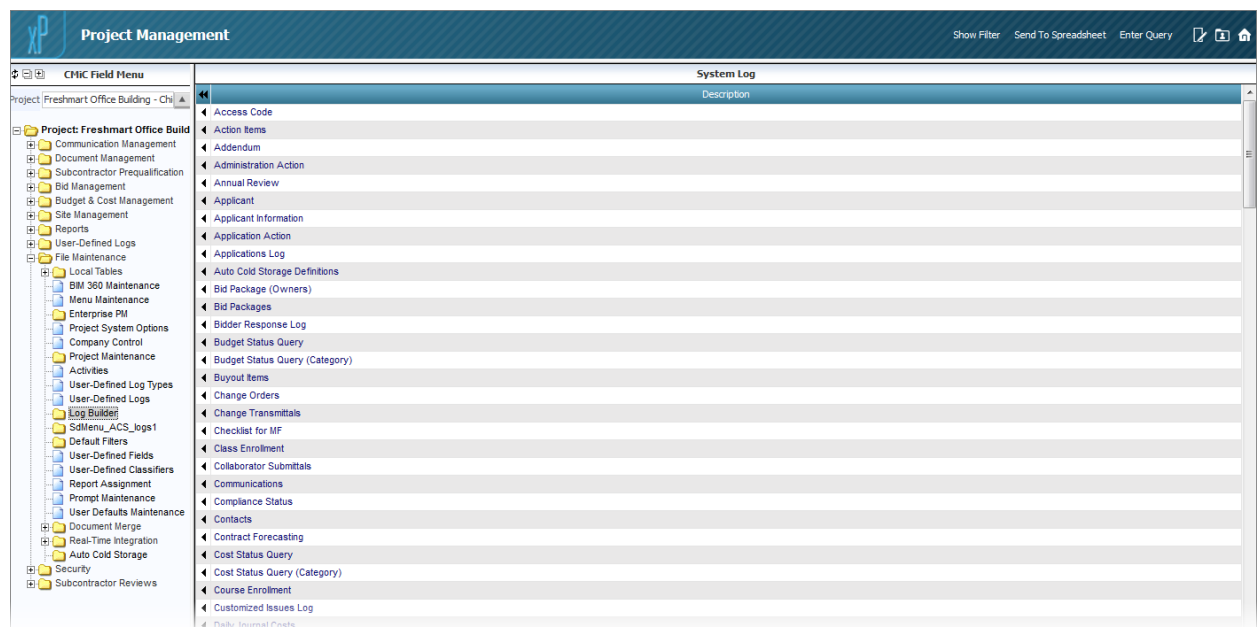 xP Project Management Show Filter Send To Spreadsheet Enter Query
CMiC Field Menu
Project Freshmart Office Building - Chi
Project: Freshmart Office Build
Communication Management
Document Management
Subcontractor Prequalification
Bid Management
Budget & Cost Management
Site Management
Reports
User-Defined Logs
File Maintenance
Local Tables
BIM 360 Maintenance
Menu Maintenance
Enterprise PM
Project System Options
Company Control
Project Maintenance
Activities
User-Defined Log Types
User-Defined Logs
Log Builder
SdMenu_ACS_logs1
Default Filters
User-Defined Fields
User-Defined Classifiers
Report Assignment
Prompt Maintenance
User Defaults Maintenance
Document Merge
Real-Time Integration
Auto Cold Storage
Security
Subcontractor Reviews
System Log
Description
Access Code
Action Items
Addendum
Administration Action
Annual Review
Applicant
Applicant Information
Application Action
Applications Log
Auto Cold Storage Definitions
Bid Package (Owners)
Bid Packages
Bidder Response Log
Budget Status Query
Budget Status Query (Category)
Buyout Items
Change Orders
Change Transmittals
Checklist for MF
Class Enrollment
Collaborator Submittals
Communications
Compliance Status
Contacts
Contract Forecasting
Cost Status Query
Cost Status Query (Category)
Course Enrollment
Customized Issues Log
Daily Journal Costs